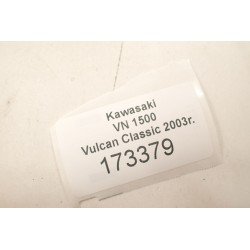 Kawasaki
VN 1500
Vulcan Classic 2003r.
173379